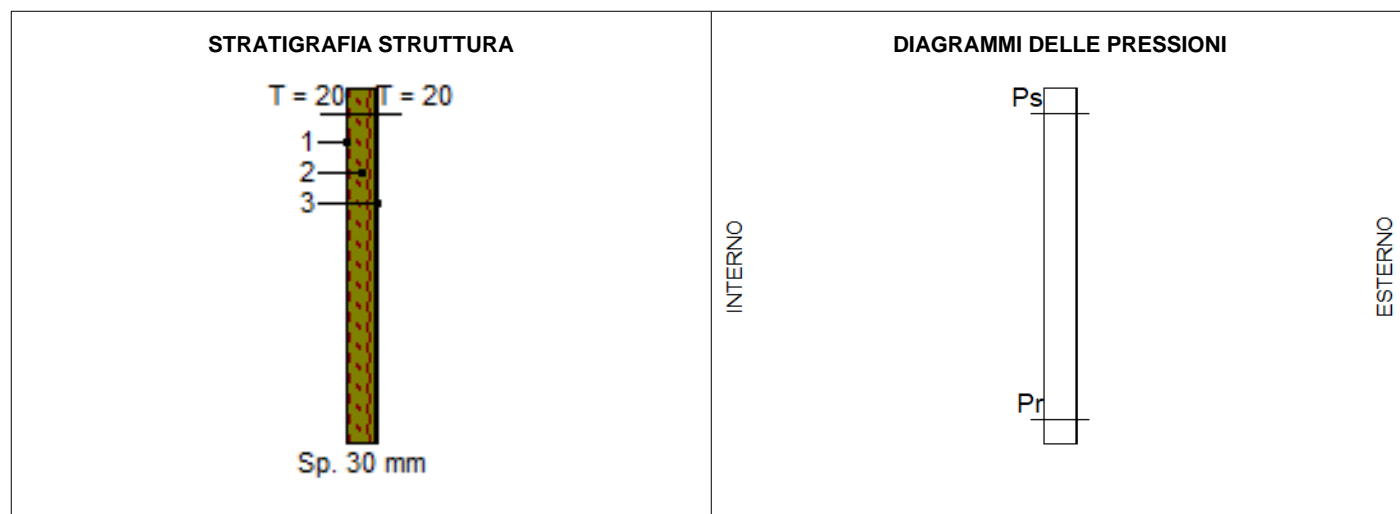 STRATIGRAFIA STRUTTURA
T = 20 T = 20
1
2
3
Sp. 30 mm
DIAGRAMMI DELLE PRESSIONI
Ps
Pr
INTERNO
ESTERNO